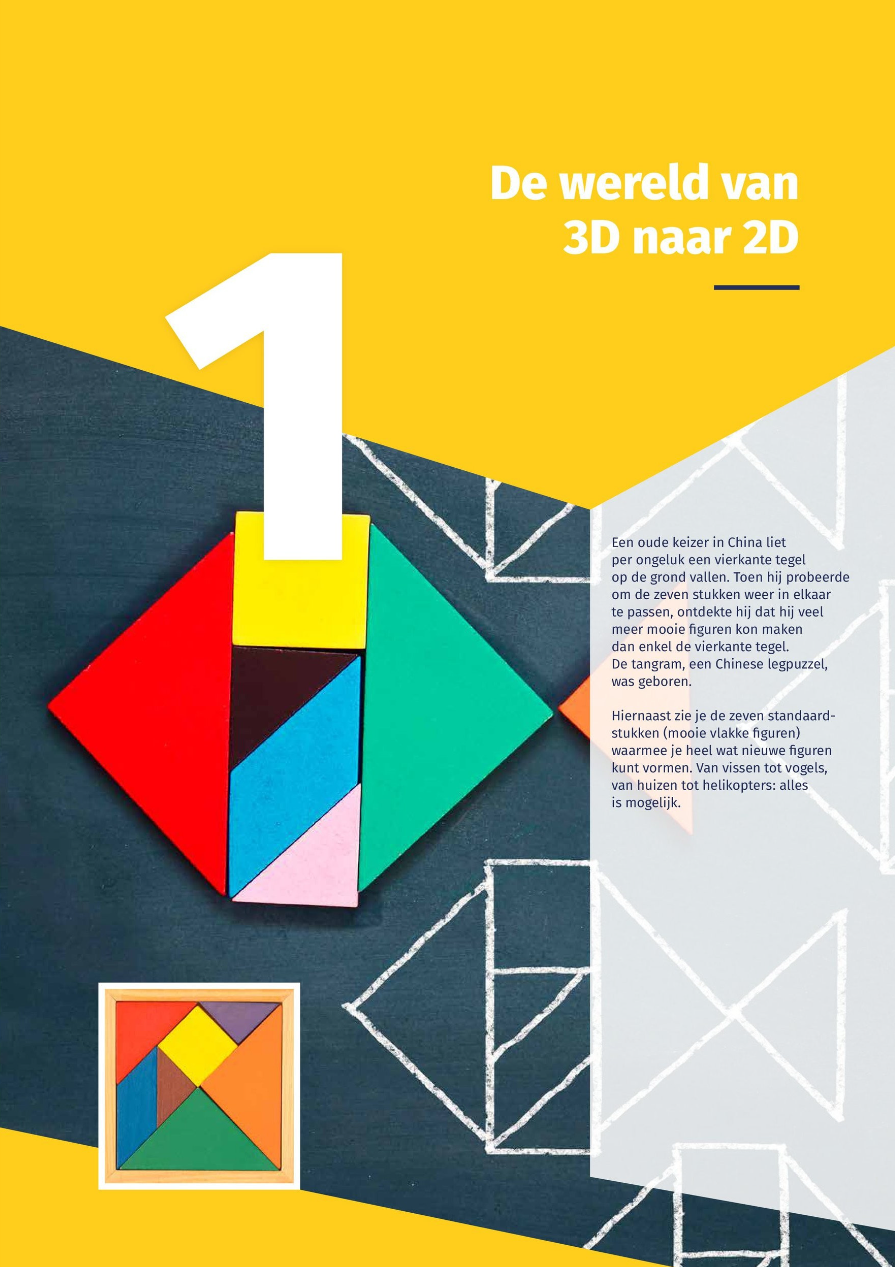 De wereld van
3D naar 2D
1
Een oude keizer in China liet
per ongeluk een vierkante tegel
op de grond vallen. Toen hij probeerde
om de zeven stukken weer in elkaar
te passen, ontdekte hij dat hij veel
meer mooie figuren kon maken
dan enkel de vierkante tegel.
De tangram, een Chinese legpuzzel,
was geboren.
Hiernaast zie je de zeven standaard-
stukken (mooie vlakke figuren)
waarmee je heel wat nieuwe figuren
kunt vormen. Van vissen tot vogels,
van huizen tot helikopters: alles
is mogelijk.